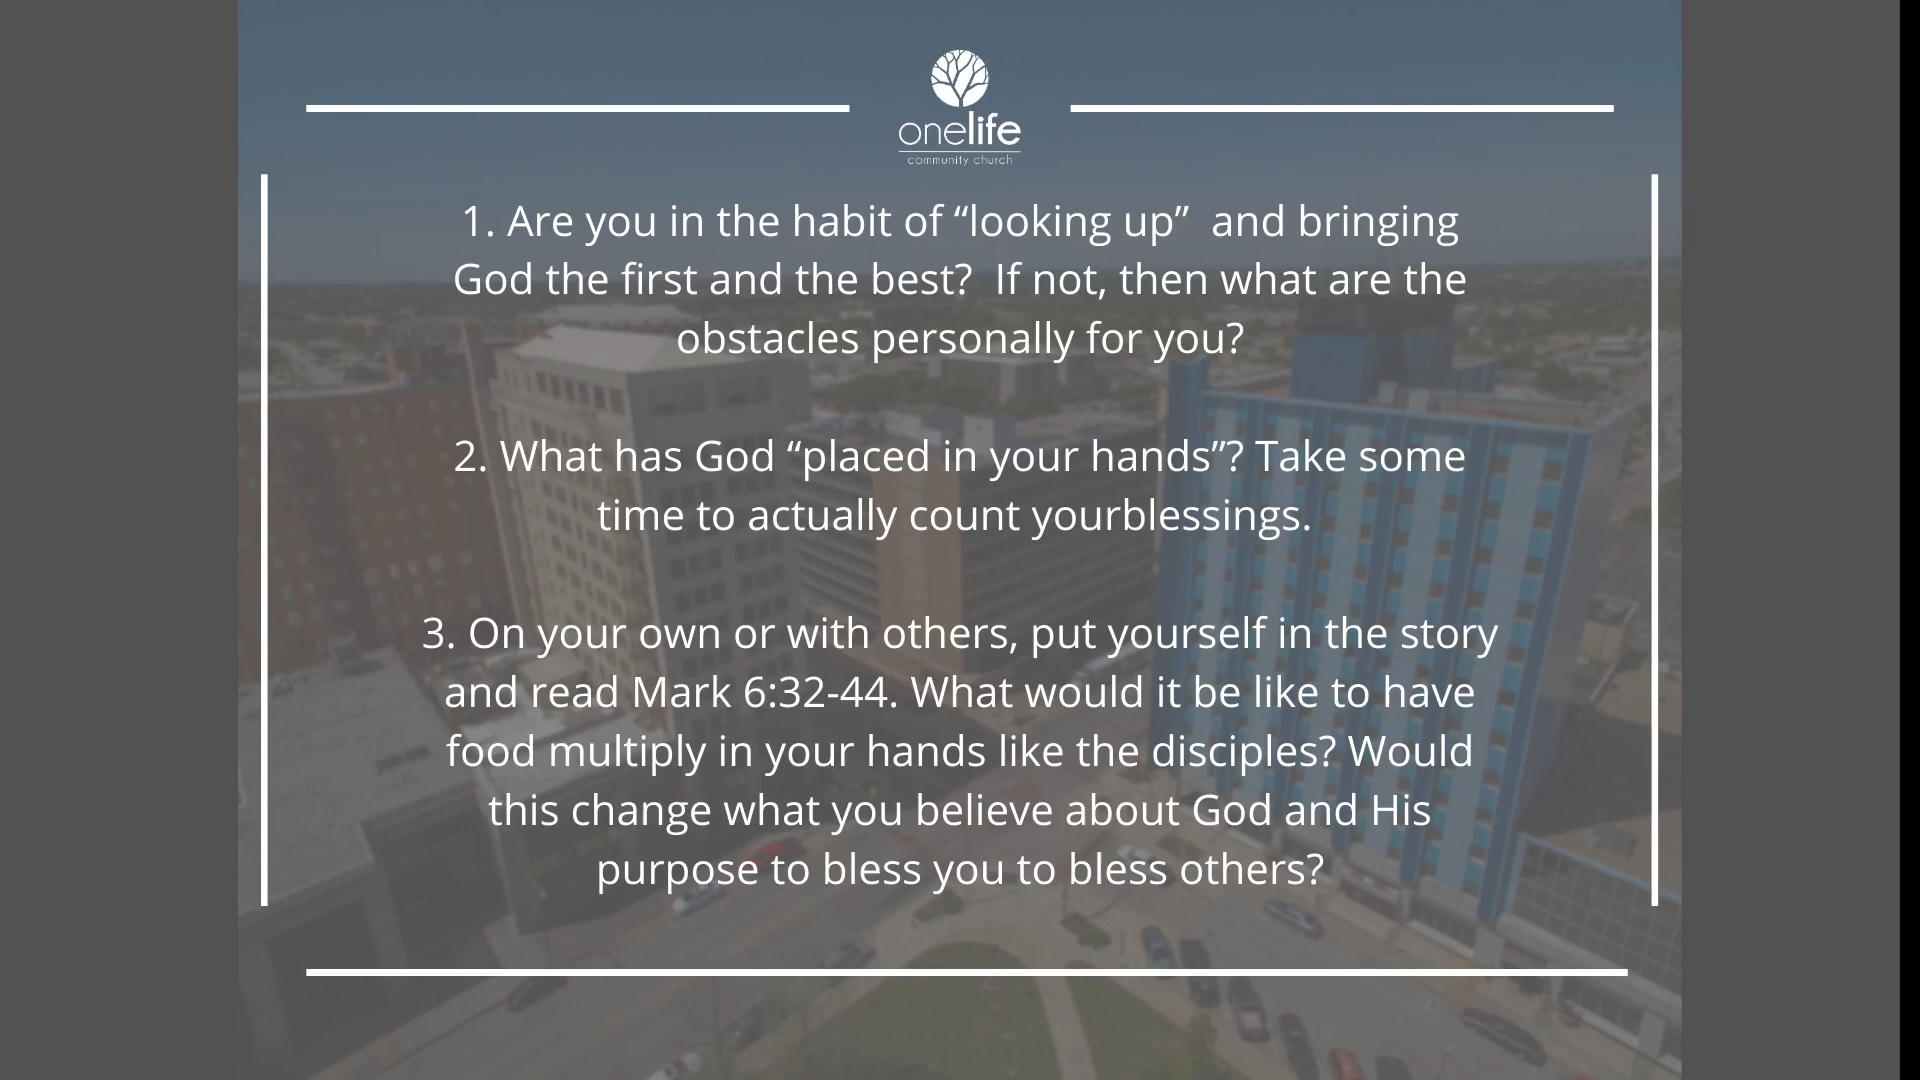 onelife
community church
1. Are you in the habit of “looking up”  and bringing
God the first and the best?  If not, then what are the
obstacles personally for you?
2. What has God “placed in your hands”? Take some
time to actually count yourblessings.
3. On your own or with others, put yourself in the story
and read Mark 6:32-44. What would it be like to have
food multiply in your hands like the disciples? Would
this change what you believe about God and His
purpose to bless you to bless others?